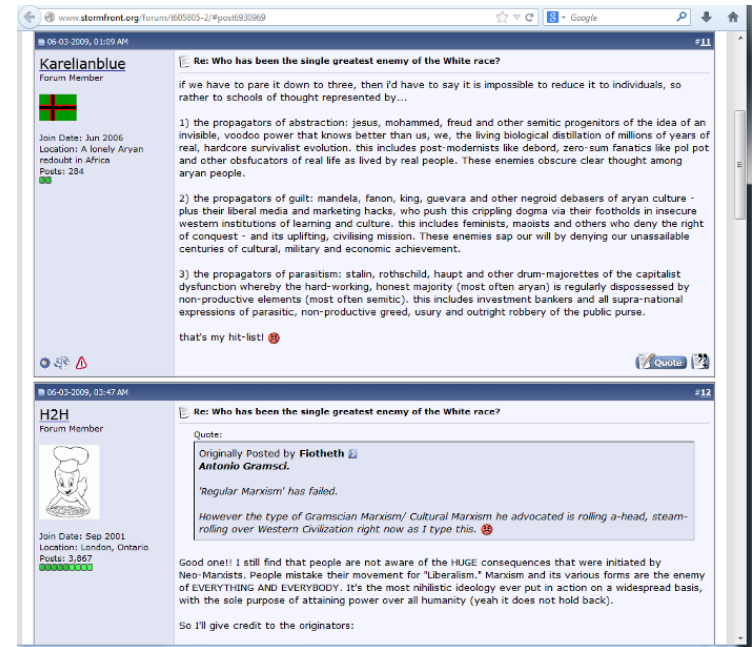 www.stormfront.org/forum/t605805-2/#post6930969
Google
06-03-2009, 01:09 AM
#11
Karelianblue
Forum Member
Join Date: Jun 2006
Location: A lonely Aryan
redoubt in Africa
Posts: 284
Re: Who has been the single greatest enemy of the White race?
if we have to pare it down to three, then i'd have to say it is impossible to reduce it to individuals, so
rather to schools of thought represented by...
1) the propagators of abstraction: jesus, mohammed, freud and other semitic progenitors of the idea of an
invisible, voodoo power that knows better than us, we, the living biological distillation of millions of years of
real, hardcore survivalist evolution. this includes post-modernists like debord, zero-sum fanatics like pol pot
and other obsfucators of real life as lived by real people. These enemies obscure clear thought among
aryan people.
2) the propagators of guilt: mandela, fanon, king, guevara and other negroid debasers of aryan culture -
plus their liberal media and marketing hacks, who push this crippling dogma via their footholds in insecure
western institutions of learning and culture. this includes feminists, maoists and others who deny the right
of conquest - and its uplifting, civilising mission. These enemies sap our will by denying our unassailable
centuries of cultural, military and economic achievement.
3) the propagators of parasitism: stalin, rothschild, haupt and other drum-majorettes of the capitalist
dysfunction whereby the hard-working, honest majority (most often aryan) is regularly dispossessed by
non-productive elements (most often semitic). this includes investment bankers and all supra-national
expressions of parasitic, non-productive greed, usury and outright robbery of the public purse.
that's my hit-list!
Quote
06-03-2009, 03:47 AM
#12
H2H
Forum Member
Join Date: Sep 2001
Location: London, Ontario
Posts: 3,867
Re: Who has been the single greatest enemy of the White race?
Quote:
Originally Posted by Fiotheth
Antonio Gramsci.
'Regular Marxism' has failed.
However the type of Gramscian Marxism/ Cultural Marxism he advocated is rolling a-head, steam-
rolling over Western Civilization right now as I type this.
Good one!! I still find that people are not aware of the HUGE consequences that were initiated by
Neo-Marxists. People mistake their movement for "Liberalism." Marxism and its various forms are the enemy
of EVERYTHING AND EVERYBODY. It's the most nihilistic ideology ever put in action on a widespread basis,
with the sole purpose of attaining power over all humanity (yeah it does not hold back).
So I'll give credit to the originators: